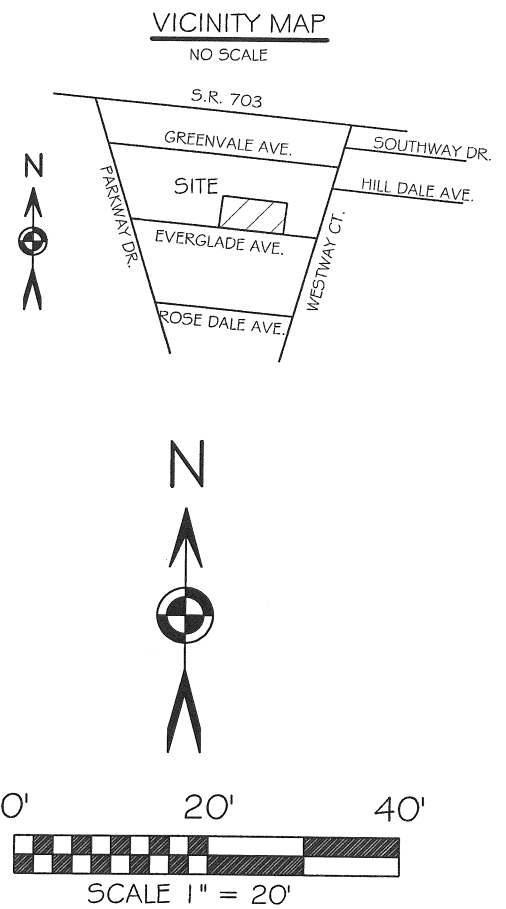 VICINITY MAP
NO SCALE
S.R. 703
GREENVALE AVE.
SOUTHWAY DR.
N
SITE
HILL DALE AVE.
PARKWAY DR.
EVERGLADE AVE.
WESTWAY CT.
ROSE DALE AVE.
N
0' 20' 40'
SCALE 1" = 20'